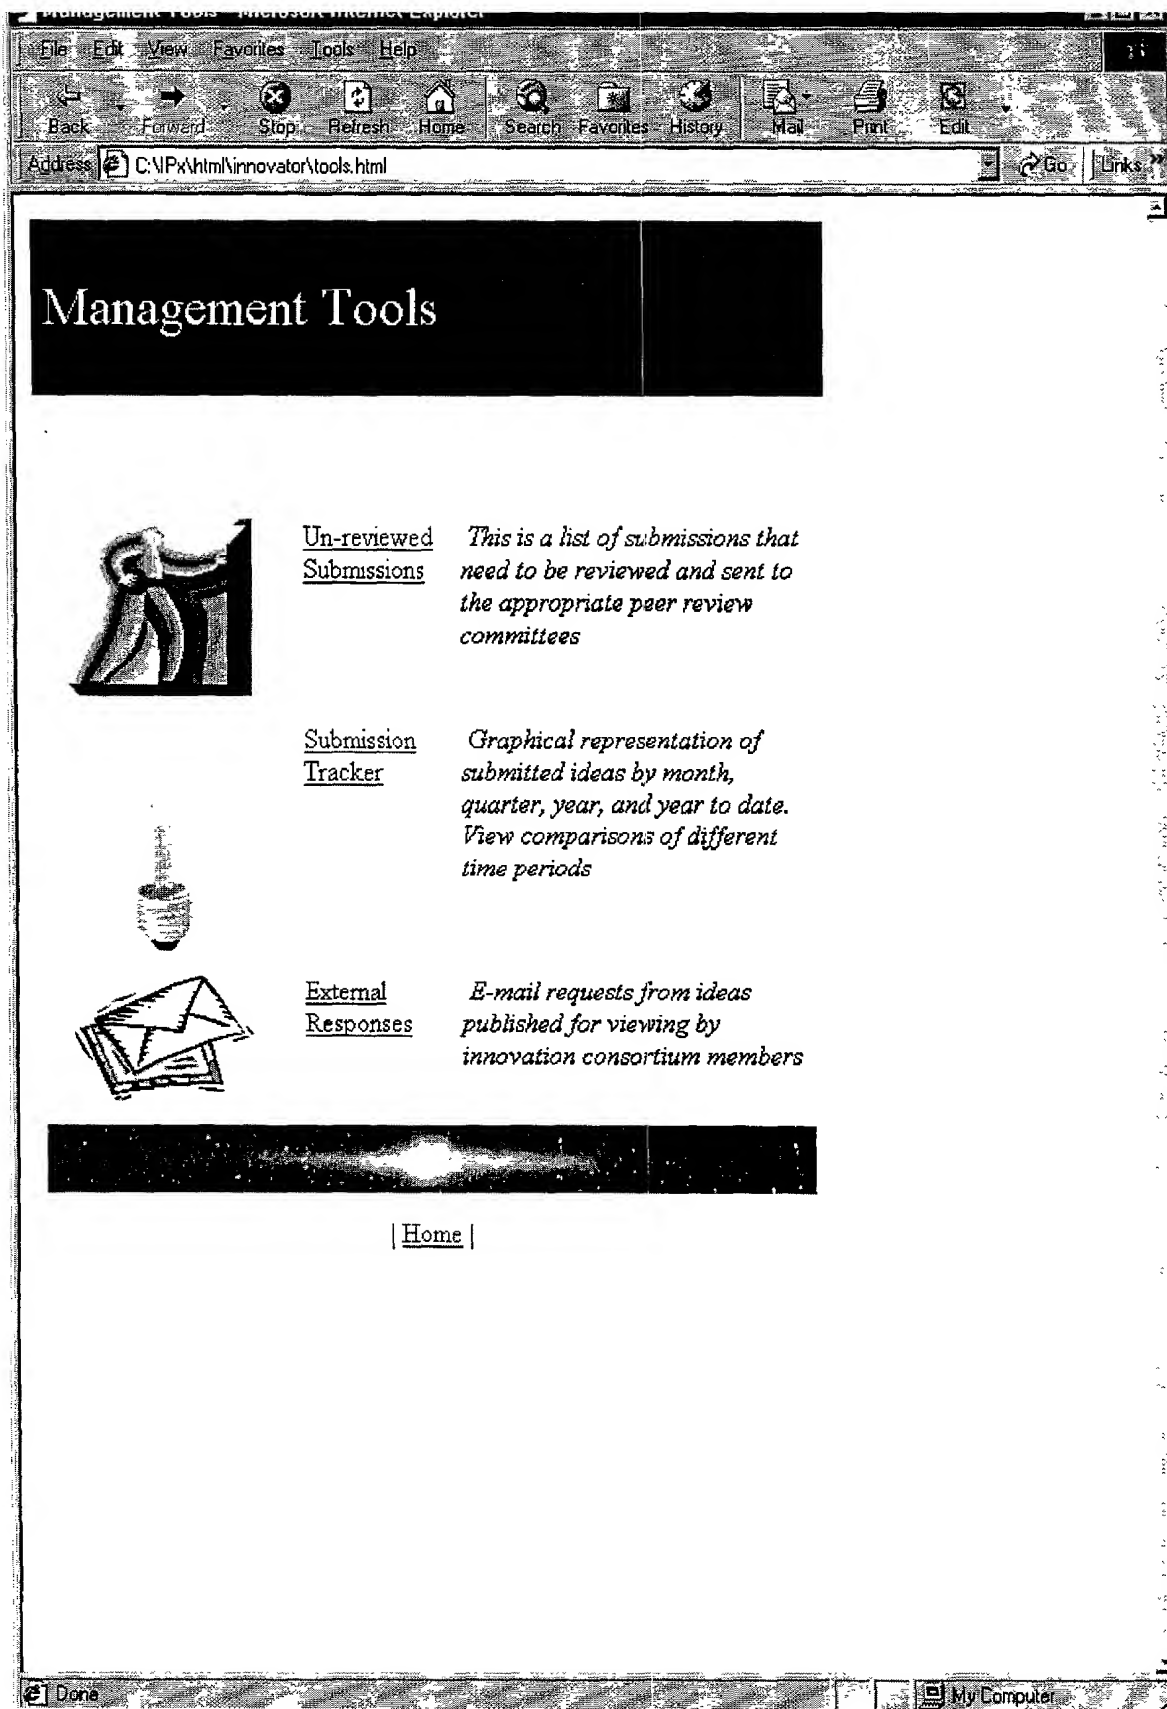 Management Tools - Microsoft Internet Explorer
File Edit View Favorites Tools Help
Back Forward Stop Refresh Home Search Favorites History Mail Print Edit
Address C:\IPx\html\innovator\tools.html Go Links »
Management Tools
Un-reviewed
Submissions
This is a list of submissions that
need to be reviewed and sent to
the appropriate peer review
committees
Submission
Tracker
Graphical representation of
submitted ideas by month,
quarter, year, and year to date.
View comparisons of different
time periods
External
Responses
E-mail requests from ideas
published for viewing by
innovation consortium members
| Home |
Done My Computer